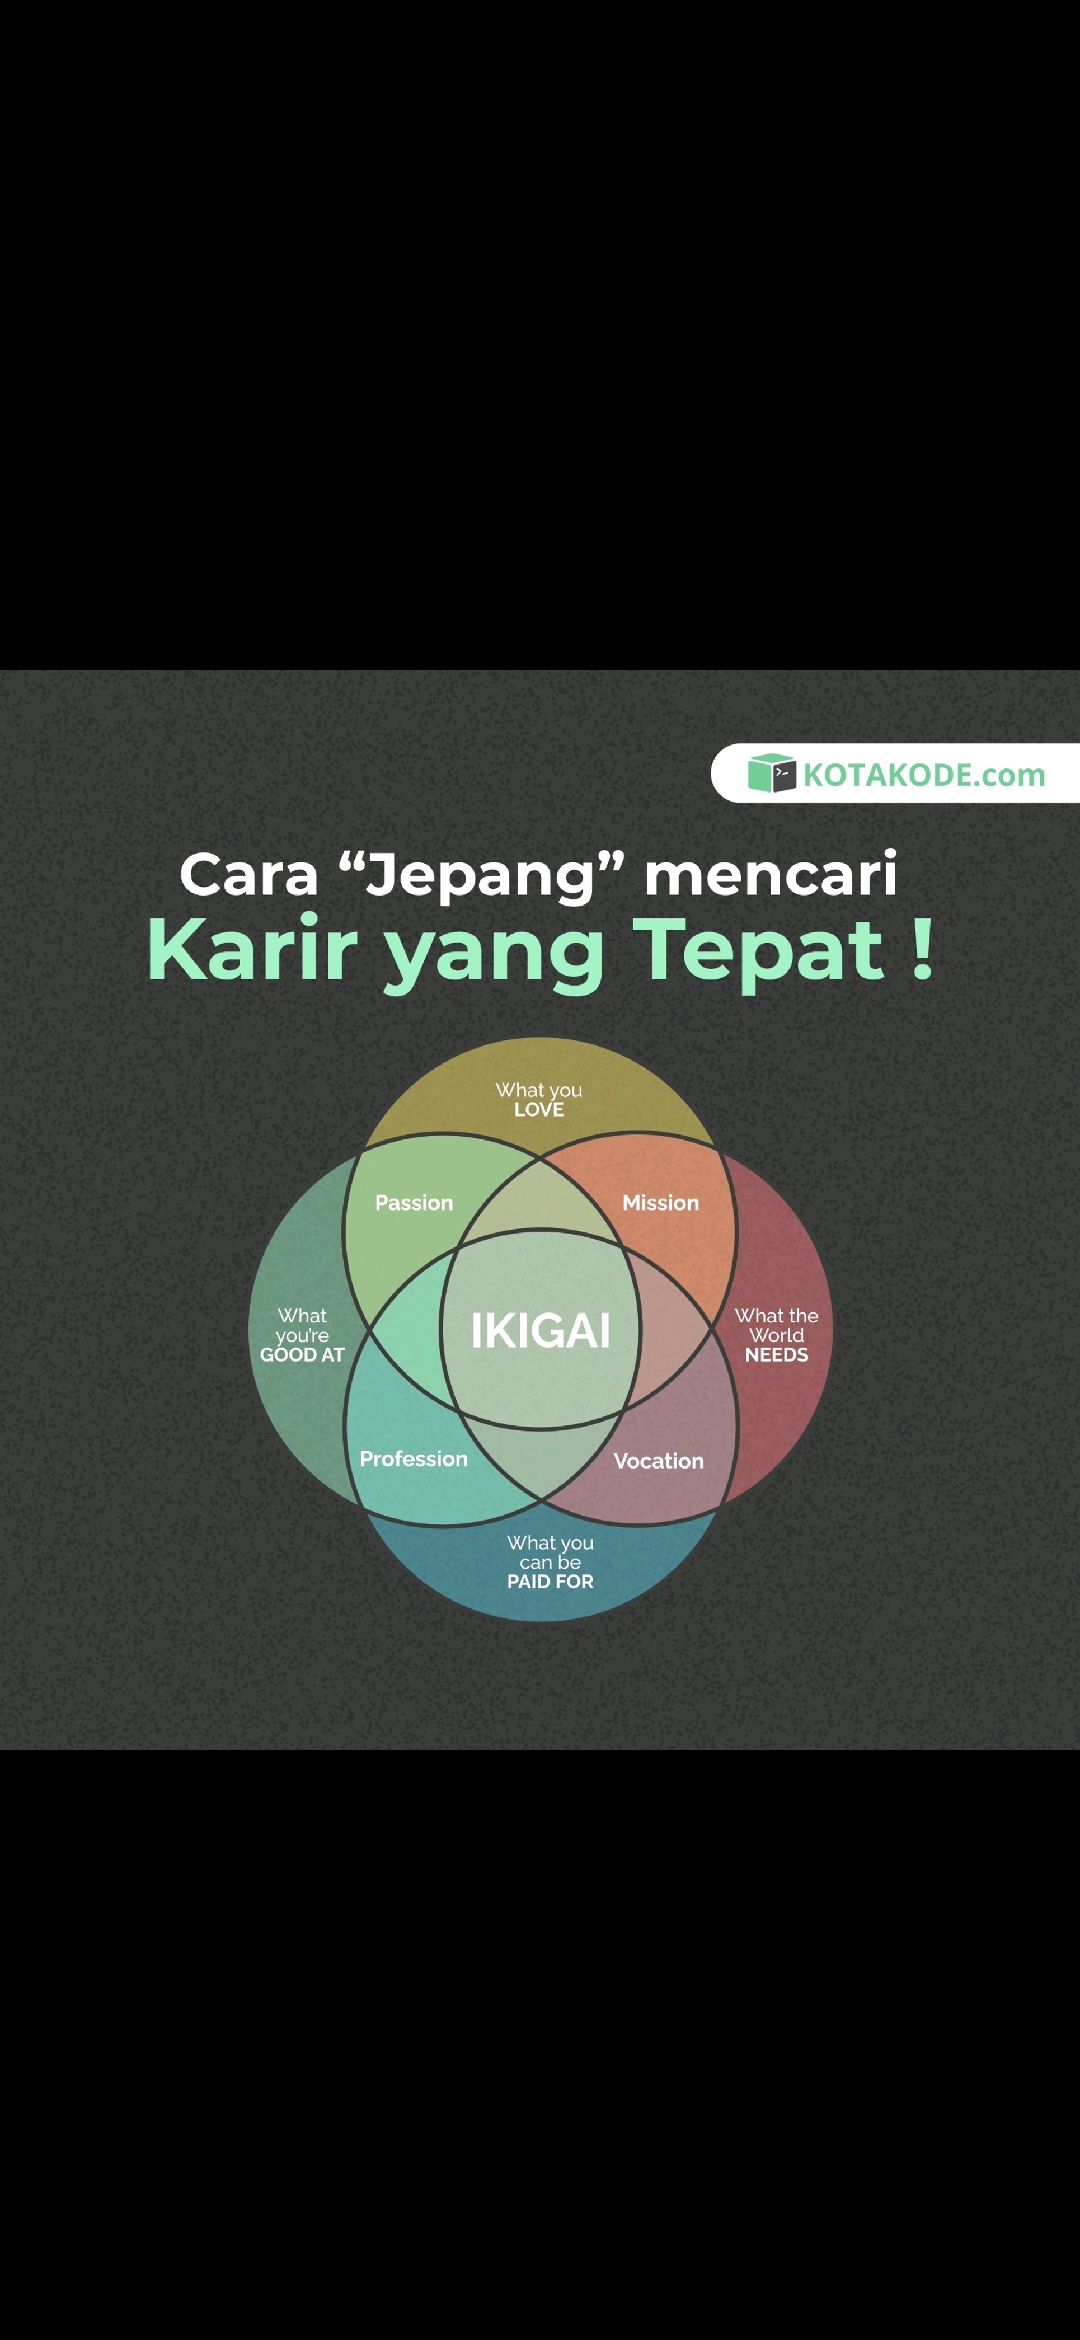 KOTAKODE.com
Cara “Jepang” mencari
Karir yang Tepat !
What you
LOVE
Passion
Mission
What
you're
GOOD AT
IKIGAI
What the
World
NEEDS
Profession
Vocation
What you
can be
PAID FOR